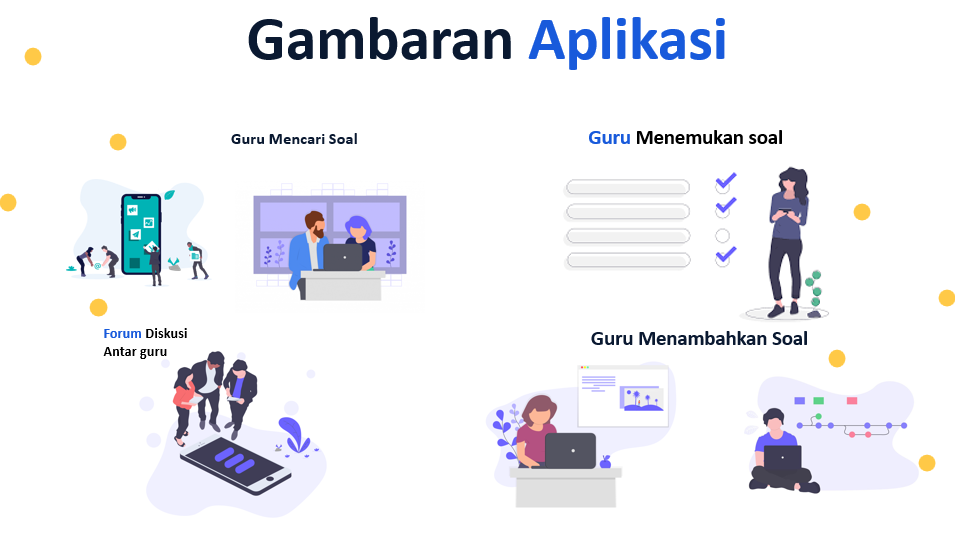 Gambaran Aplikasi
Guru Mencari Soal
Guru Menemukan soal
Forum Diskusi
Antar guru
Guru Menambahkan Soal